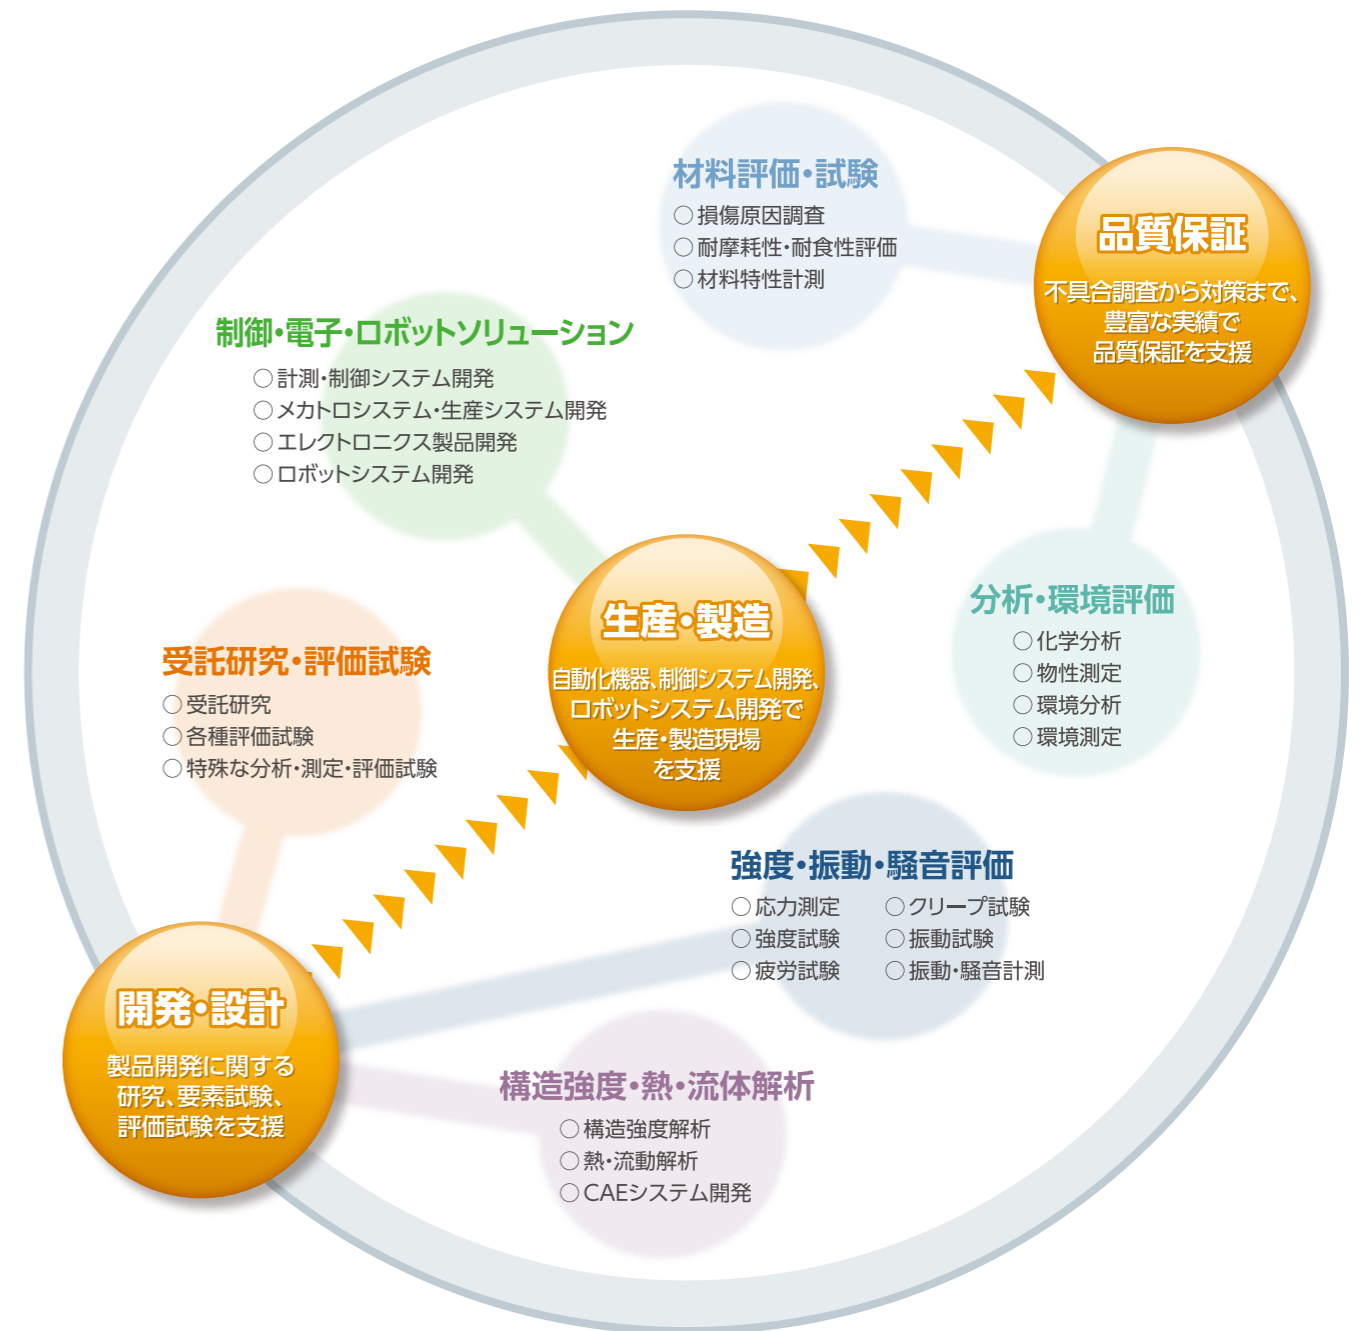 材料評価・試験
○損傷原因調査
○耐摩耗性・耐食性評価
○材料特性計測
品質保証
不具合調査から対策まで、
豊富な実績で
品質保証を支援
制御・電子・ロボットソリューション
○計測・制御システム開発
○メカトロシステム・生産システム開発
○エレクトロニクス製品開発
○ロボットシステム開発
生産・製造
自動化機器、制御システム開発、
ロボットシステム開発で
生産・製造現場
を支援
分析・環境評価
○化学分析
○物性測定
○環境分析
○環境測定
受託研究・評価試験
○受託研究
○各種評価試験
○特殊な分析・測定・評価試験
強度・振動・騒音評価
○応力測定 ○クリープ試験
○強度試験 ○振動試験
○疲労試験 ○振動・騒音計測
開発・設計
製品開発に関する
研究、要素試験、
評価試験を支援
構造強度・熱・流体解析
○構造強度解析
○熱・流動解析
○CAEシステム開発